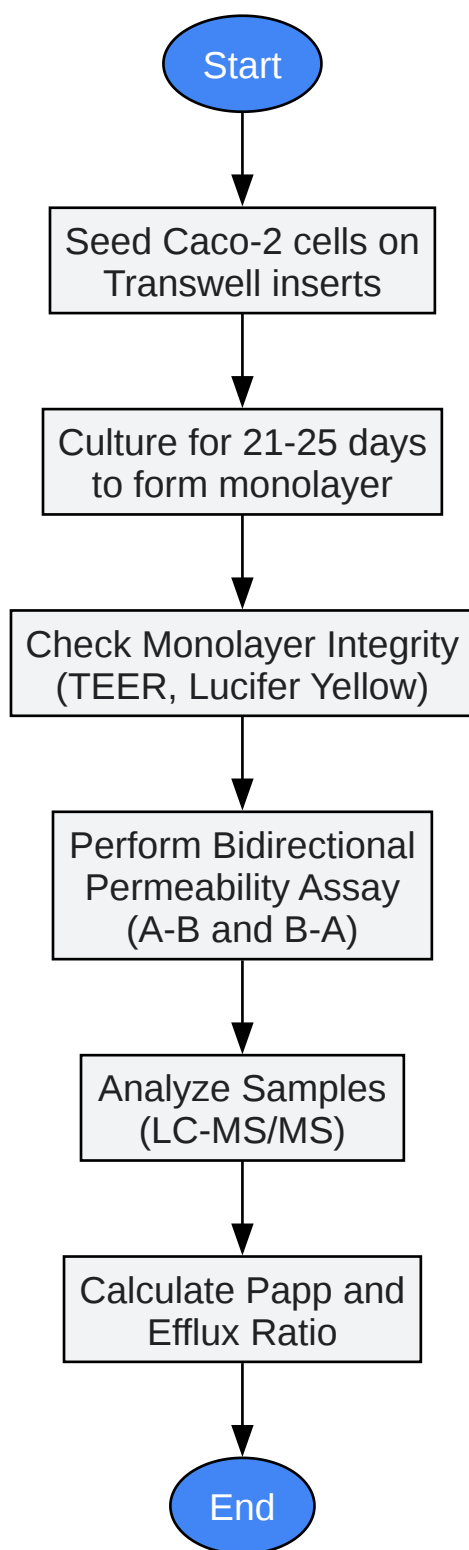 Start
Seed Caco-2 cells on
Transwell inserts
Culture for 21-25 days
to form monolayer
Check Monolayer Integrity
(TEER, Lucifer Yellow)
Perform Bidirectional
Permeability Assay
(A-B and B-A)
Analyze Samples
(LC-MS/MS)
Calculate Papp and
Efflux Ratio
End